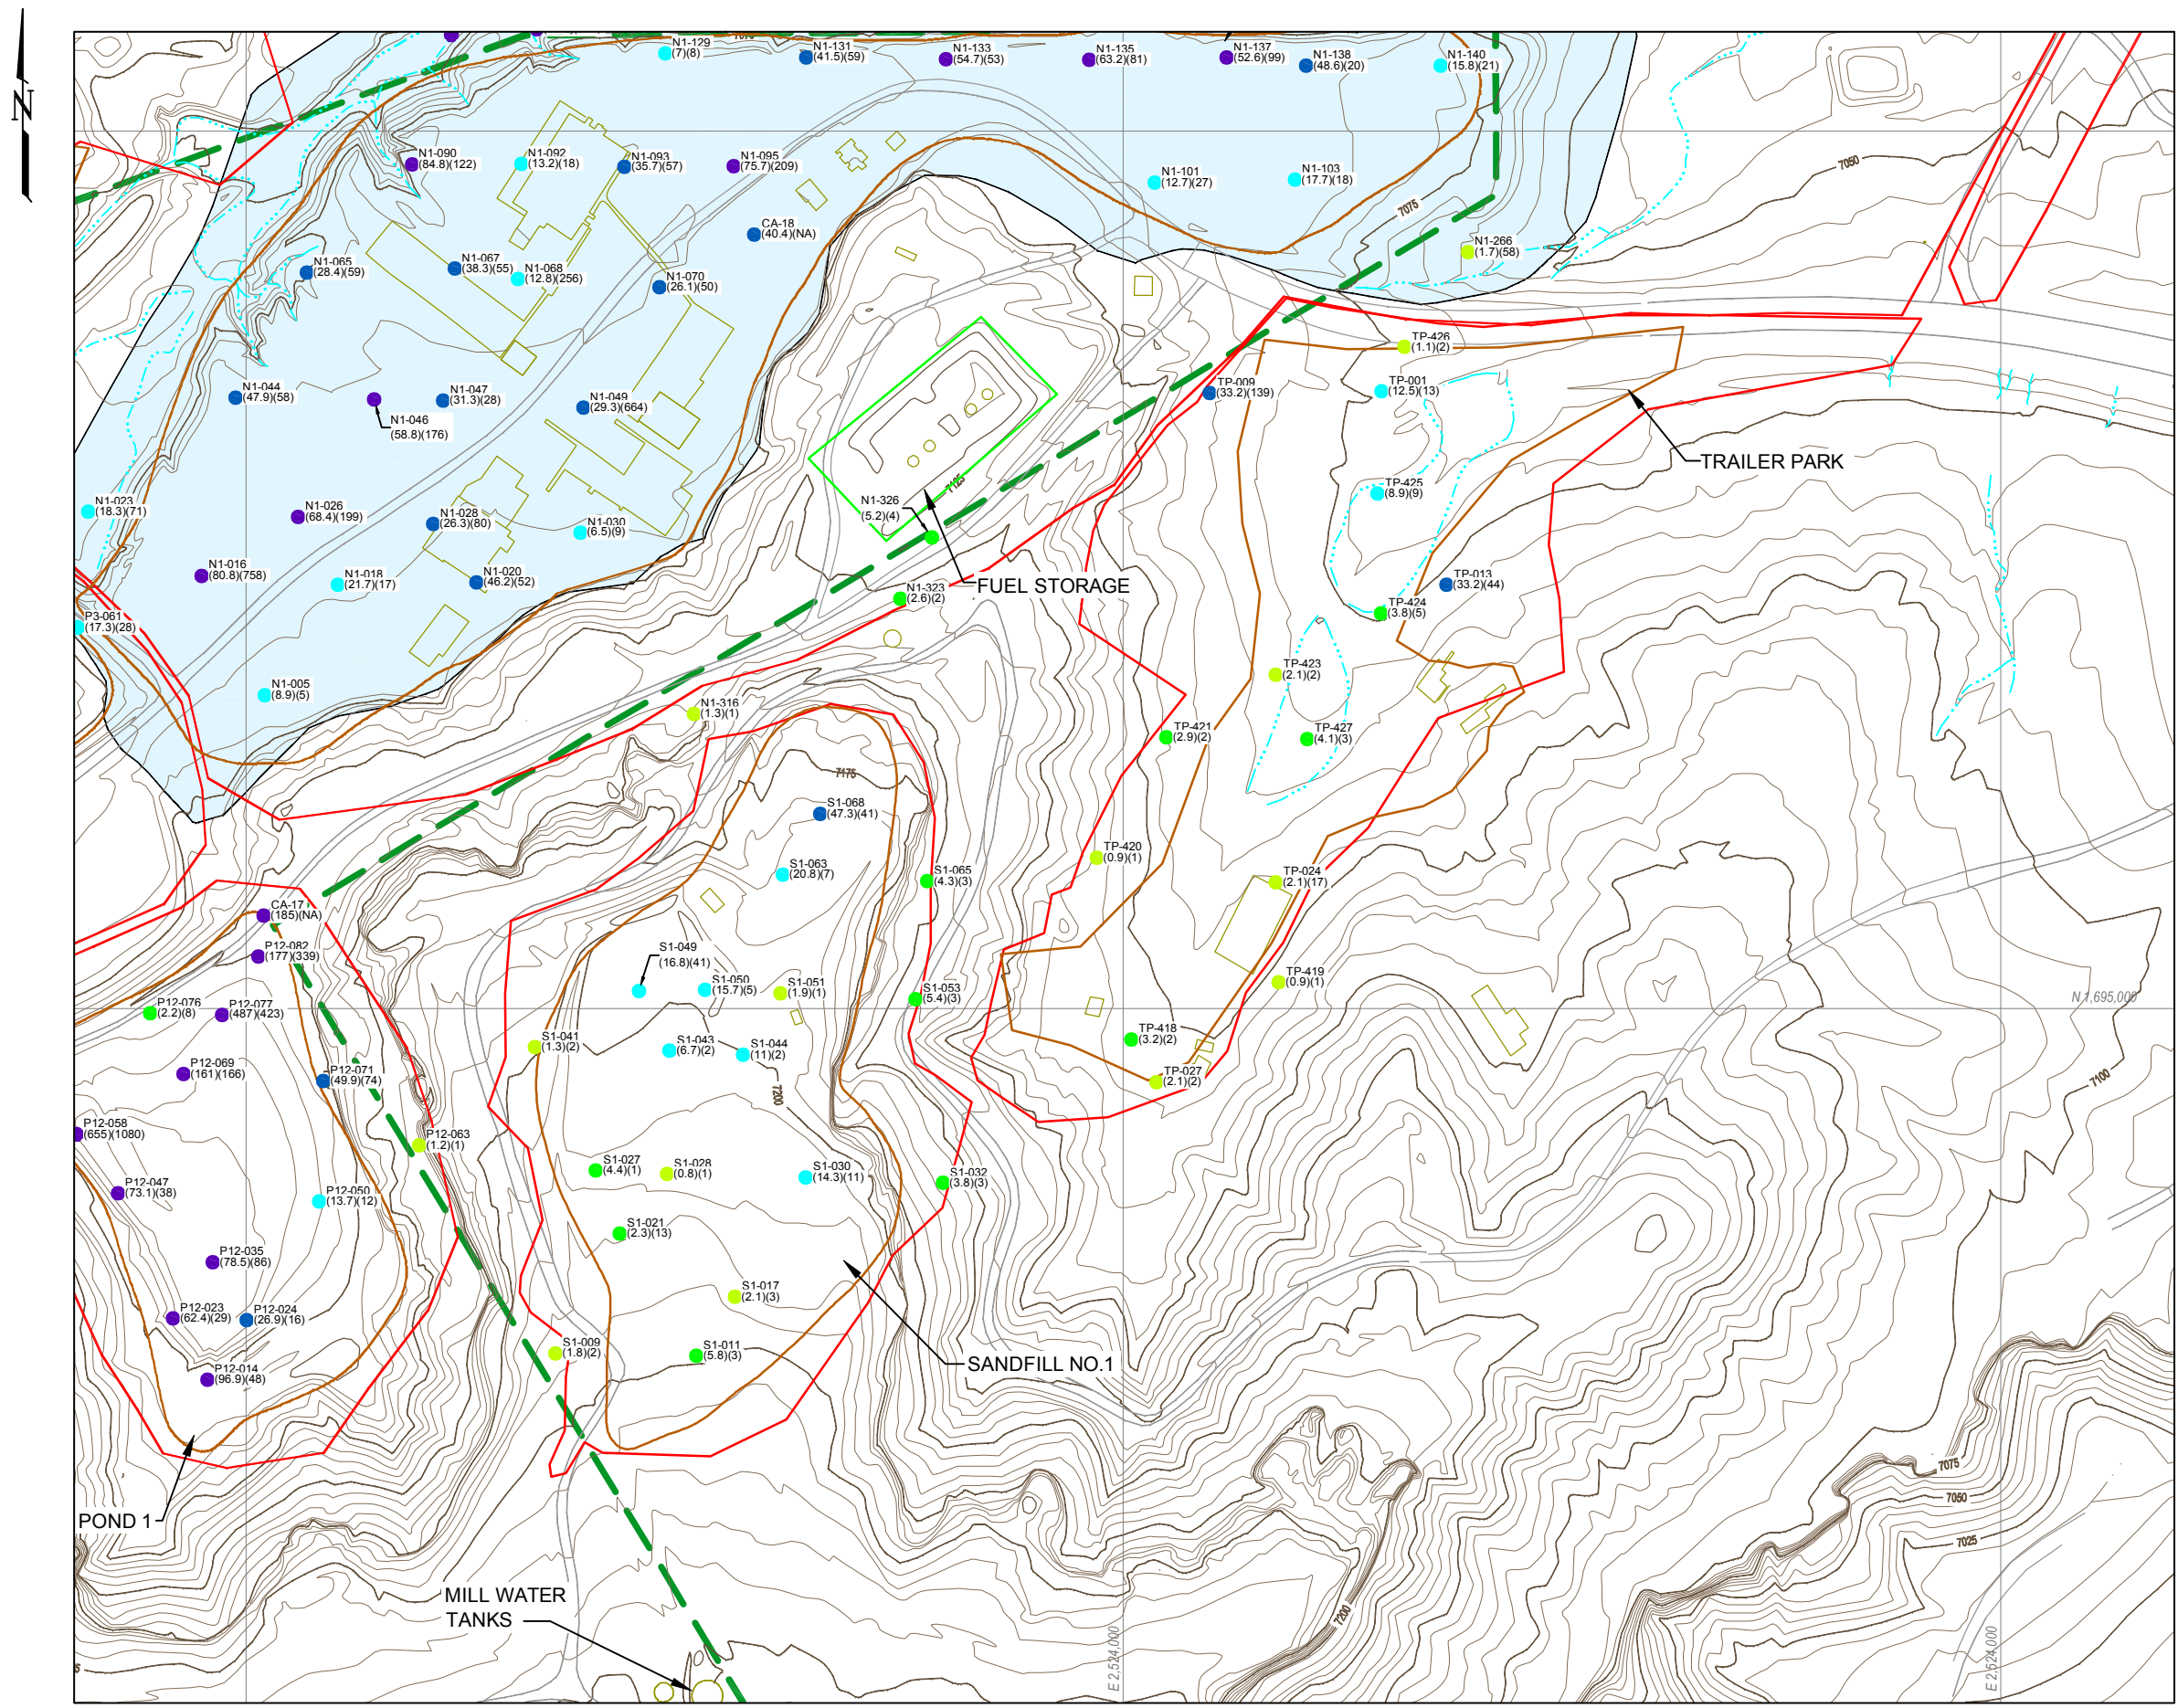 N
7075
N1-129
(7)(8)
N1-131
(41.5)(59)
N1-133
(54.7)(53)
N1-135
(63.2)(81)
N1-137
(52.6)(99)
N1-138
(48.6)(20)
N1-140
(15.8)(21)
N1-090
(84.8)(122)
N1-092
(13.2)(18)
N1-093
(35.7)(57)
N1-095
(75.7)(209)
N1-101
(12.7)(27)
N1-103
(17.7)(18)
7050
7075
CA-18
(40.4)(NA)
N1-266
(1.7)(58)
N1-065
(28.4)(59)
N1-067
(38.3)(55)
N1-068
(12.8)(256)
N1-070
(26.1)(50)
TP-426
(1.1)(2)
N1-044
(47.9)(58)
N1-046
(58.8)(176)
N1-047
(31.3)(28)
N1-049
(29.3)(664)
TP-009
(33.2)(139)
TP-001
(12.5)(13)
TRAILER PARK
7125
N1-023
(18.3)(71)
N1-026
(68.4)(199)
N1-028
(26.3)(80)
N1-030
(6.5)(9)
N1-326
(5.2)(4)
TP-425
(8.9)(9)
N1-016
(80.8)(758)
N1-018
(21.7)(17)
N1-020
(46.2)(52)
N1-323
(2.6)(2)
FUEL STORAGE
TP-013
(33.2)(44)
TP-424
(3.8)(5)
P3-061
(17.3)(28)
N1-005
(8.9)(5)
N1-316
(1.3)(1)
TP-423
(2.1)(2)
TP-421
(2.9)(2)
TP-427
(4.1)(3)
7175
S1-068
(47.3)(41)
S1-063
(20.8)(7)
S1-065
(4.3)(3)
TP-420
(0.9)(1)
TP-024
(2.1)(17)
CA-17
(185)(NA)
P12-082
(177)(339)
S1-049
(16.8)(41)
S1-050
(15.7)(5)
S1-051
(1.9)(1)
S1-053
(5.4)(3)
TP-419
(0.9)(1)
N 1,695,000
P12-076
(2.2)(8)
P12-077
(487)(423)
S1-041
(1.3)(2)
S1-043
(6.7)(2)
S1-044
(11)(2)
TP-418
(3.2)(2)
P12-069
(161)(166)
P12-071
(49.9)(74)
7200
TP-027
(2.1)(2)
7100
P12-058
(655)(1080)
P12-063
(1.2)(1)
P12-047
(73.1)(38)
P12-050
(13.7)(12)
S1-027
(4.4)(1)
S1-028
(0.8)(1)
S1-030
(14.3)(11)
S1-032
(3.8)(3)
S1-021
(2.3)(13)
P12-035
(78.5)(86)
S1-017
(2.1)(3)
P12-023
(62.4)(29)
P12-024
(26.9)(16)
S1-009
(1.8)(2)
S1-011
(5.8)(3)
SANDFILL NO.1
P12-014
(96.9)(48)
POND 1
7075
7050
7025
MILL WATER
TANKS
7200
E 2,524,000
E 2,524,000